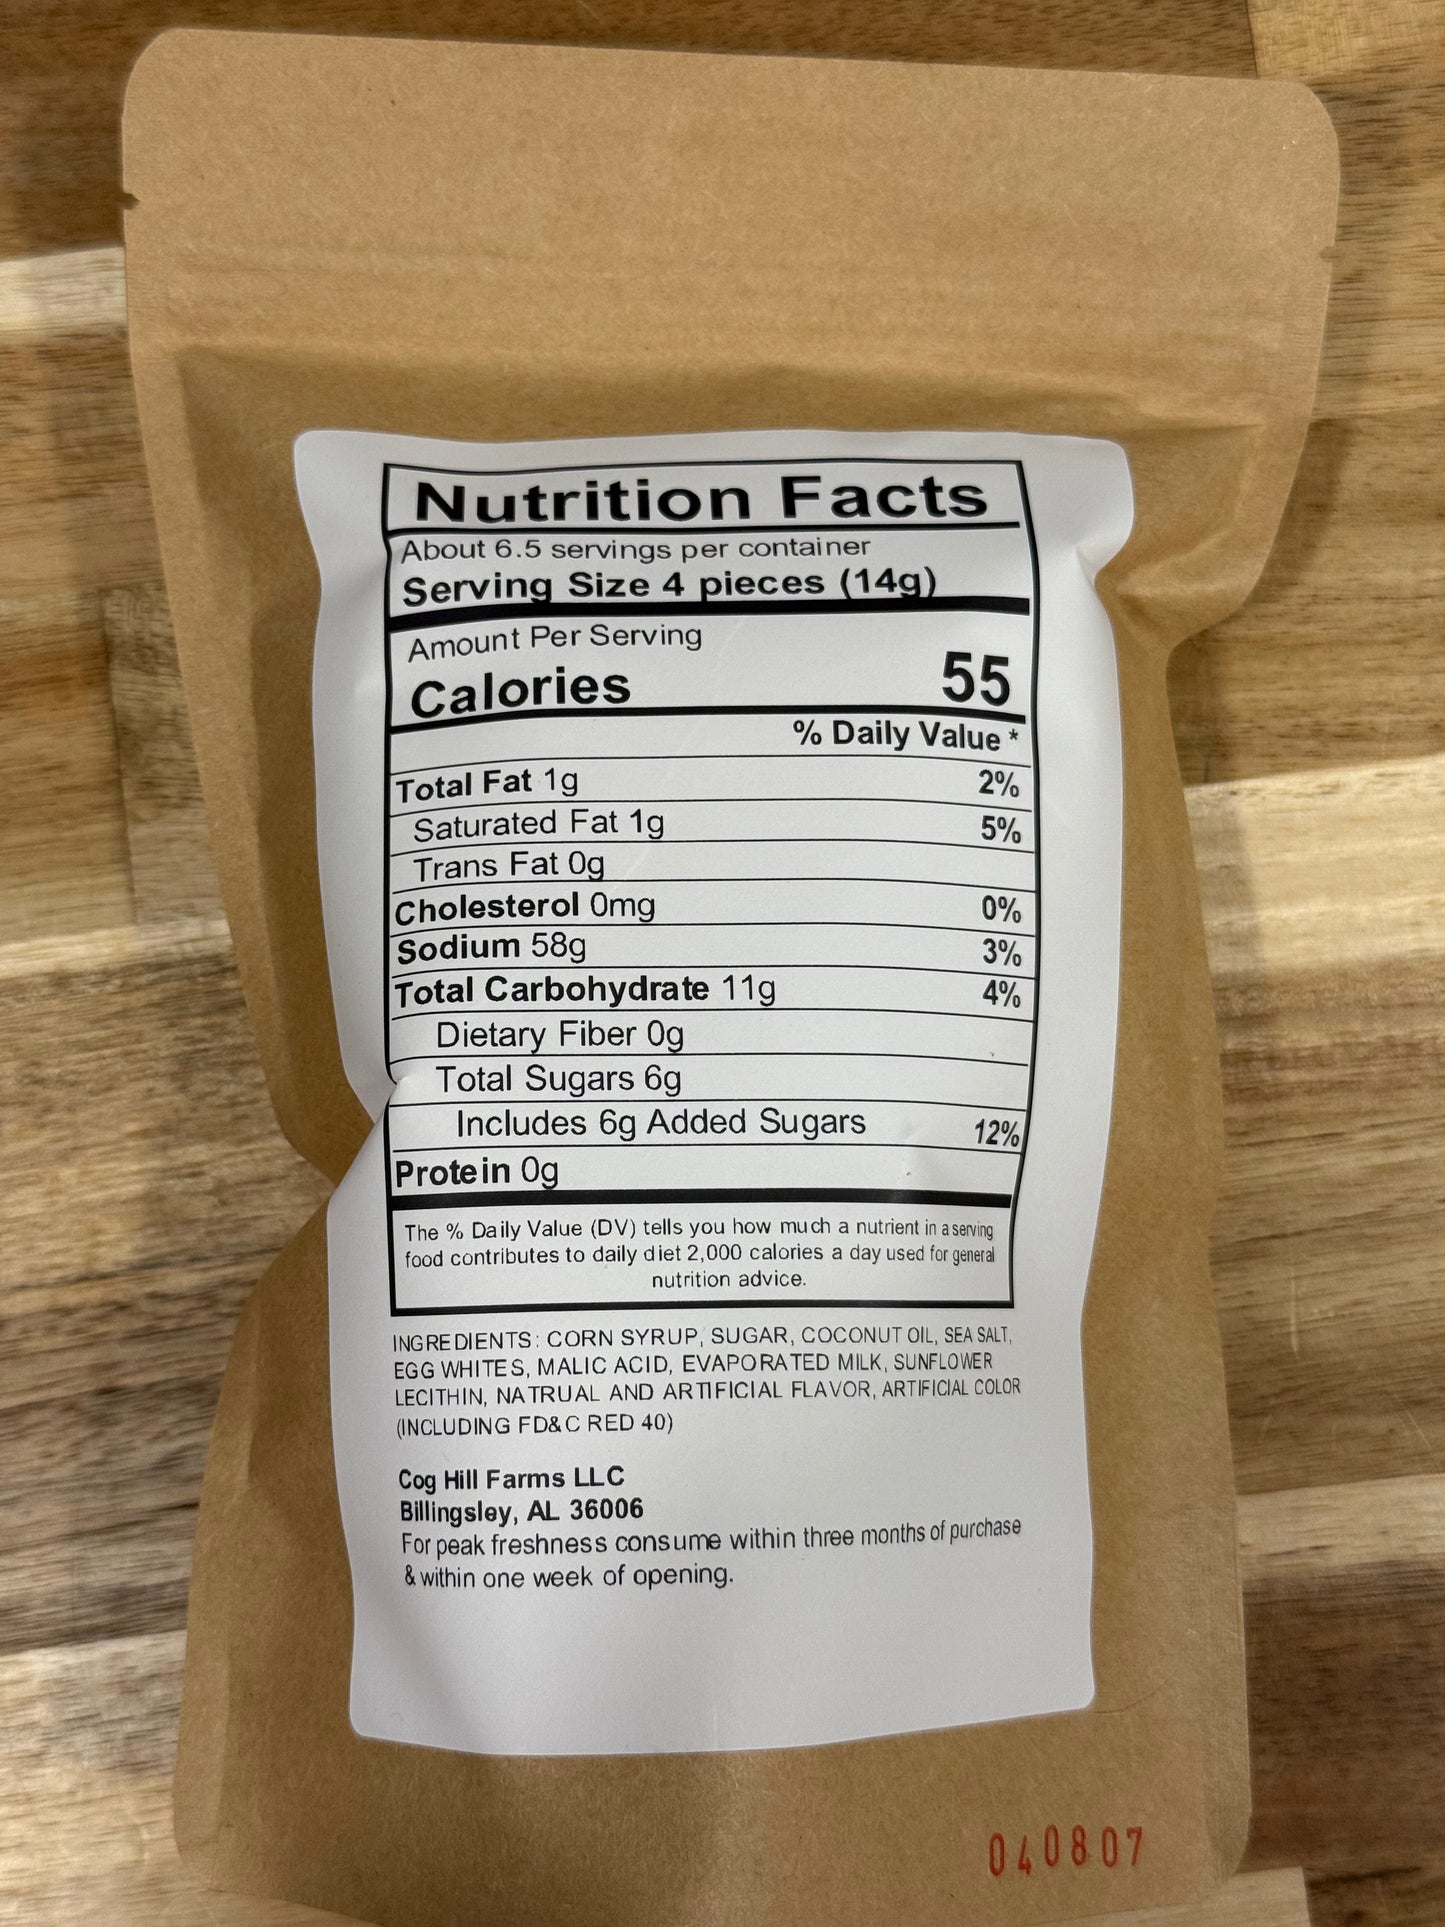 Nutrition Facts
About 6.5 servings per container
Serving Size 4 pieces (14g)
Amount Per Serving
Calories 55
% Daily Value *
Total Fat 1g 2%
Saturated Fat 1g 5%
Trans Fat 0g
Cholesterol 0mg 0%
Sodium 58g 3%
Total Carbohydrate 11g 4%
Dietary Fiber 0g
Total Sugars 6g
Includes 6g Added Sugars 12%
Protein 0g
The % Daily Value (DV) tells you how much a nutrient in a serving
food contributes to daily diet 2,000 calories a day used for general
nutrition advice.
INGREDIENTS: CORN SYRUP, SUGAR, COCONUT OIL, SEA SALT,
EGG WHITES, MALIC ACID, EVAPORATED MILK, SUNFLOWER
LECITHIN, NATRUAL AND ARTIFICIAL FLAVOR, ARTIFICIAL COLOR
(INCLUDING FD&C RED 40)
Cog Hill Farms LLC
Billingsley, AL 36006
For peak freshness consume within three months of purchase
& within one week of opening.
040807